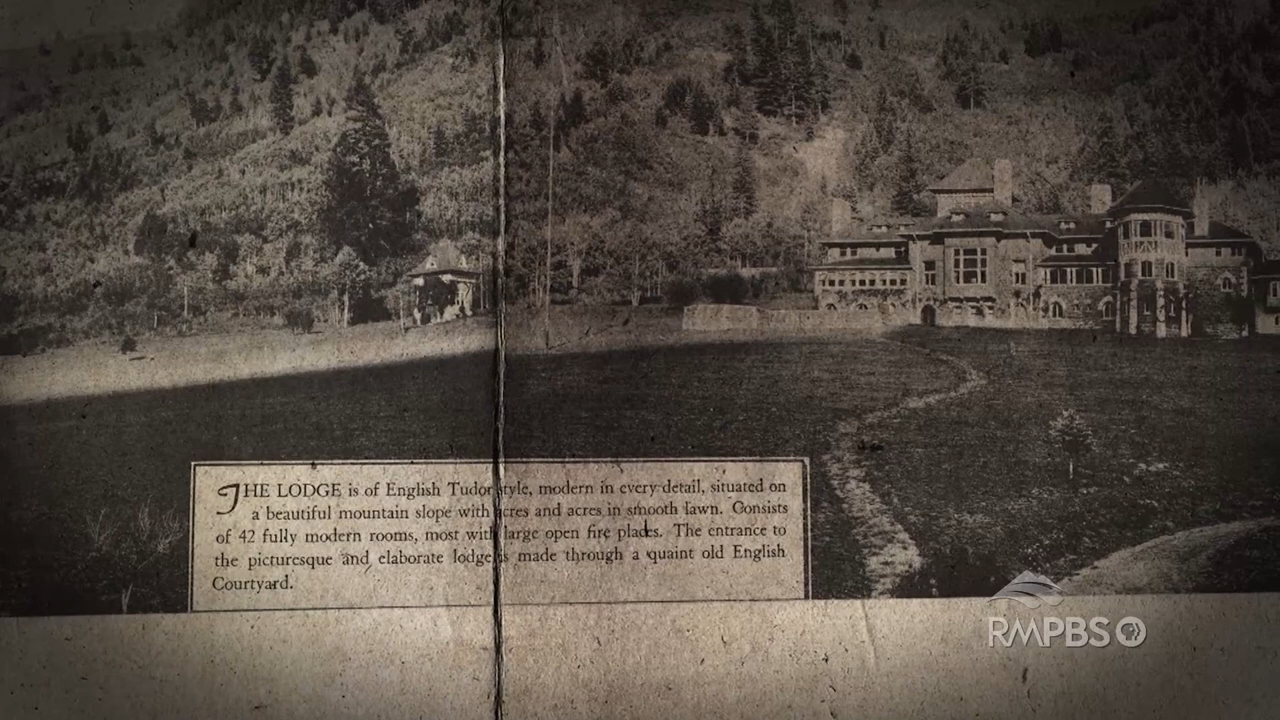 THE LODGE is of English Tudor style, modern in every detail, situated on
a beautiful mountain slope with acres and acres in smooth lawn. Consists
of 42 fully modern rooms, most with large open fire places. The entrance to
the picturesque and elaborate lodge is made through a quaint old English
Courtyard.
RMPBS